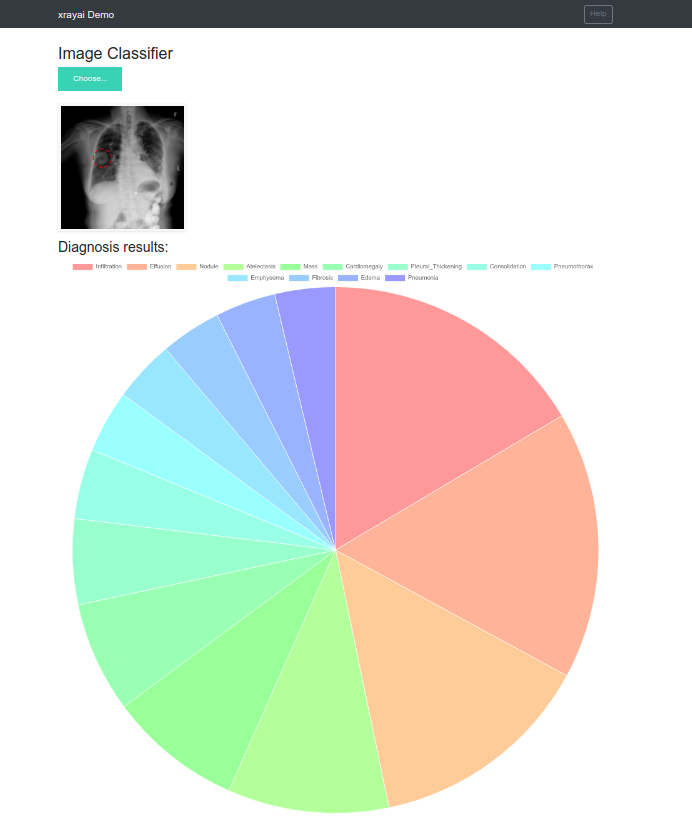 xrayai Demo Help
Image Classifier
Choose...
r
L
Diagnosis results:
Infiltration Effusion Nodule Atelectasis Mass Cardiomegaly Pleural_Thickening Consolidation Pneumothorax
Emphysema Fibrosis Edema Pneumonia